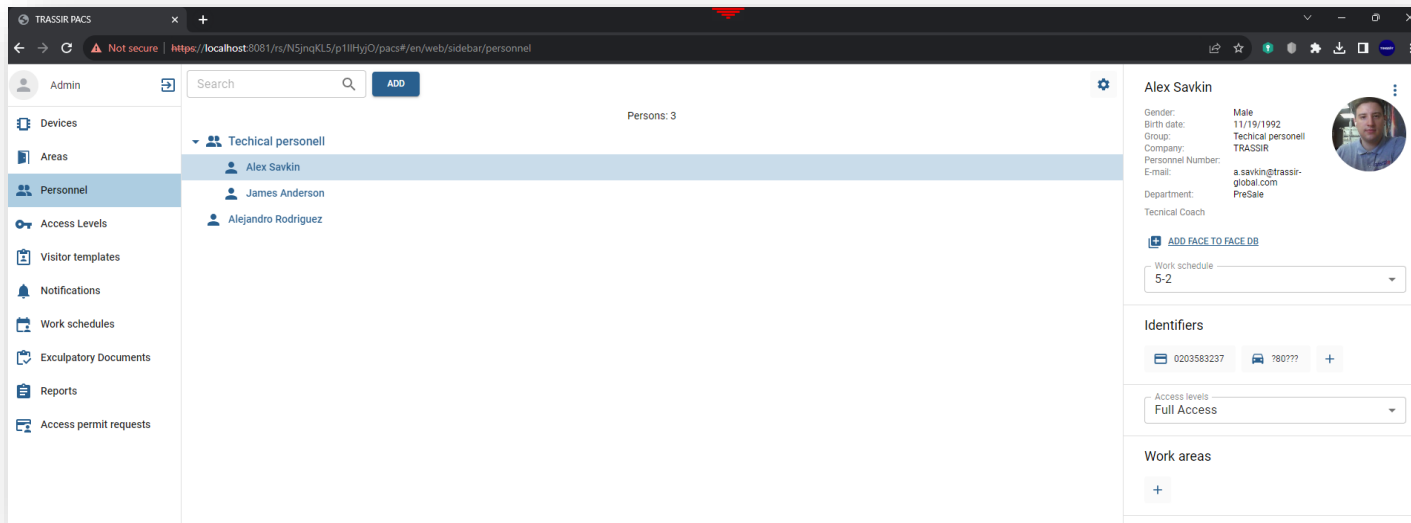 TRASSIR PACS
Not secure | https://localhost:8081/rs/N5jnqKL5/p1IIHyjO/pacs#/en/web/sidebar/personnel
Admin
Search
ADD
Devices
Areas
Personnel
Access Levels
Visitor templates
Notifications
Work schedules
Exculpatory Documents
Reports
Access permit requests
Persons: 3
Techical personell
Alex Savkin
James Anderson
Alejandro Rodriguez
Alex Savkin
Gender: Male
Birth date: 11/19/1992
Group: Techical personell
Company: TRASSIR
Personnel Number:
E-mail: a.savkin@trassir-
global.com
Department: PreSale
Tecnical Coach
ADD FACE TO FACE DB
Work schedule
5-2
Identifiers
0203583237 ?80???
Access levels
Full Access
Work areas